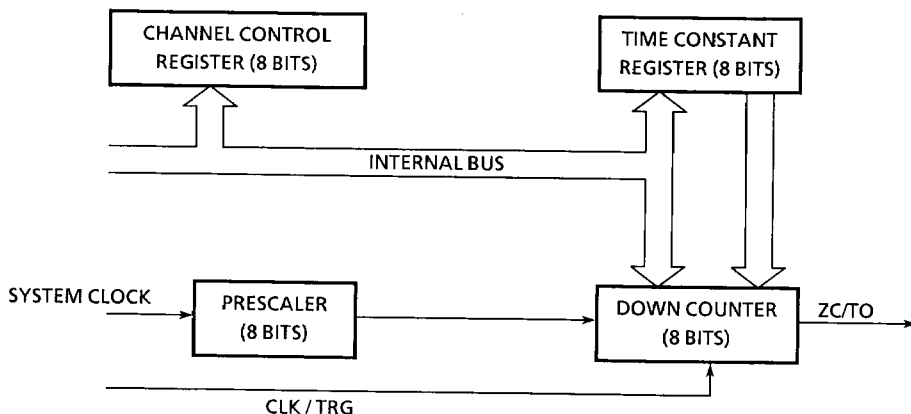 CHANNEL CONTROL
REGISTER (8 BITS)
TIME CONSTANT
REGISTER (8 BITS)
INTERNAL BUS
SYSTEM CLOCK
PRESCALER
(8 BITS)
DOWN COUNTER
(8 BITS)
ZC/TO
CLK / TRG